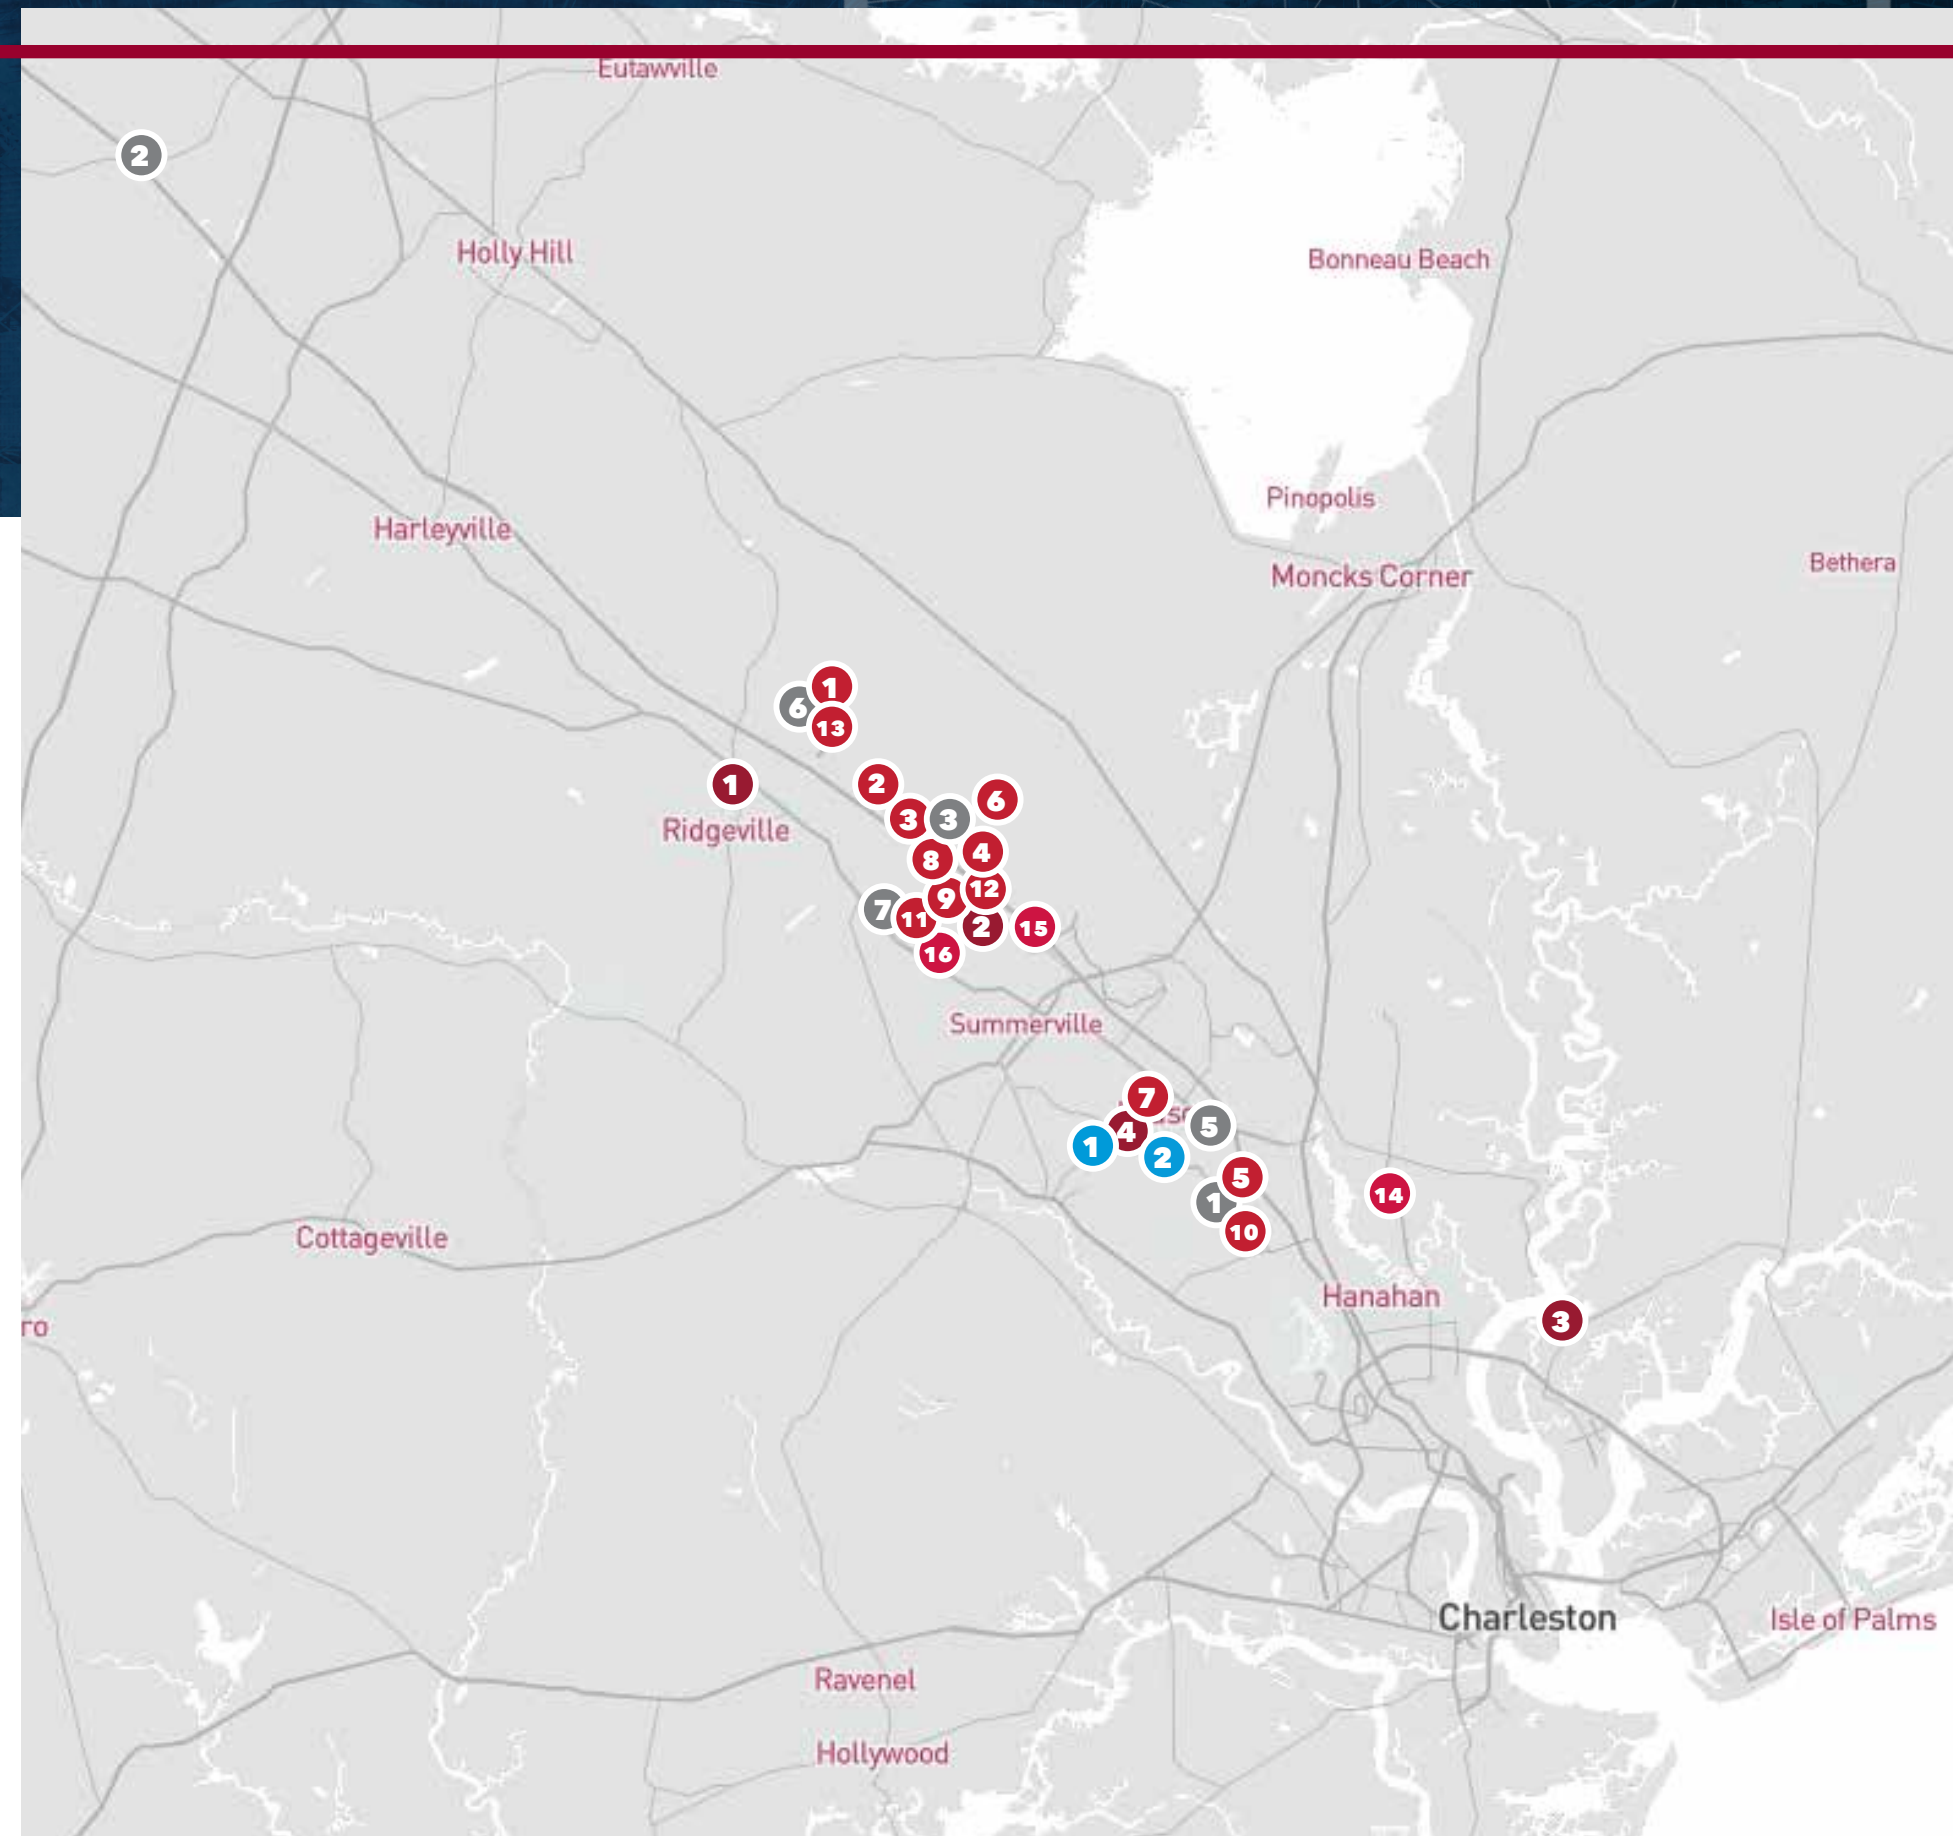 Eutawville
2
Holly Hill
Bonneau Beach
Pinopolis
Harleyville
Bethera
Moncks Corner
1
6
13
1
2
6
3
3
Ridgeville
4
8
12
9
7
11
2
15
16
Summerville
7
5
4
1
2
5
14
1
10
Cottageville
Hanahan
3
ro
Charleston
Isle of Palms
Ravenel
Hollywood